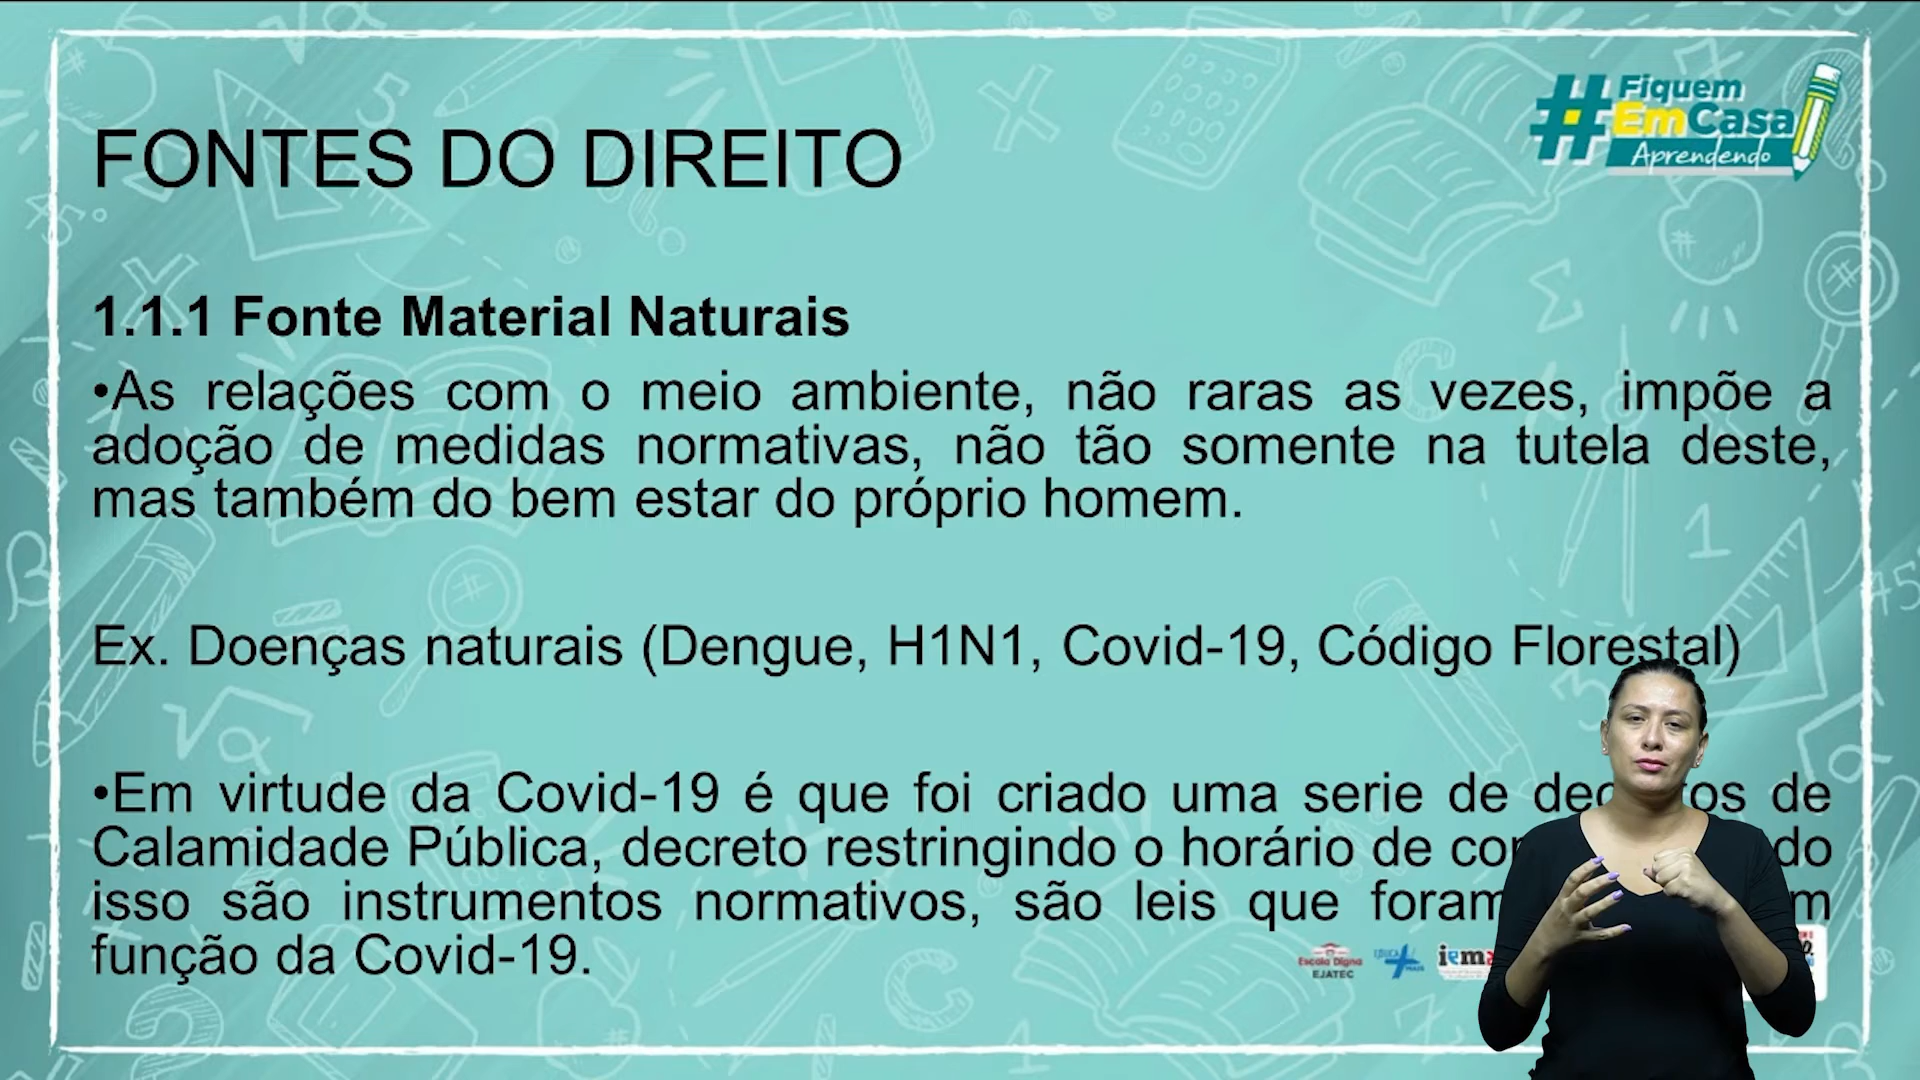 #Fiquem
EmCasa
Aprendendo
FONTES DO DIREITO
1.1.1 Fonte Material Naturais
•As relações com o meio ambiente, não raras as vezes, impõe a
adoção de medidas normativas, não tão somente na tutela deste,
mas também do bem estar do próprio homem.
Ex. Doenças naturais (Dengue, H1N1, Covid-19, Código Florestal)
•Em virtude da Covid-19 é que foi criado uma serie de de
Calamidade Pública, decreto restringindo o horário de
isso são instrumentos normativos, são leis que foram
função da Covid-19.
Escola Digna
EJATEC
iema